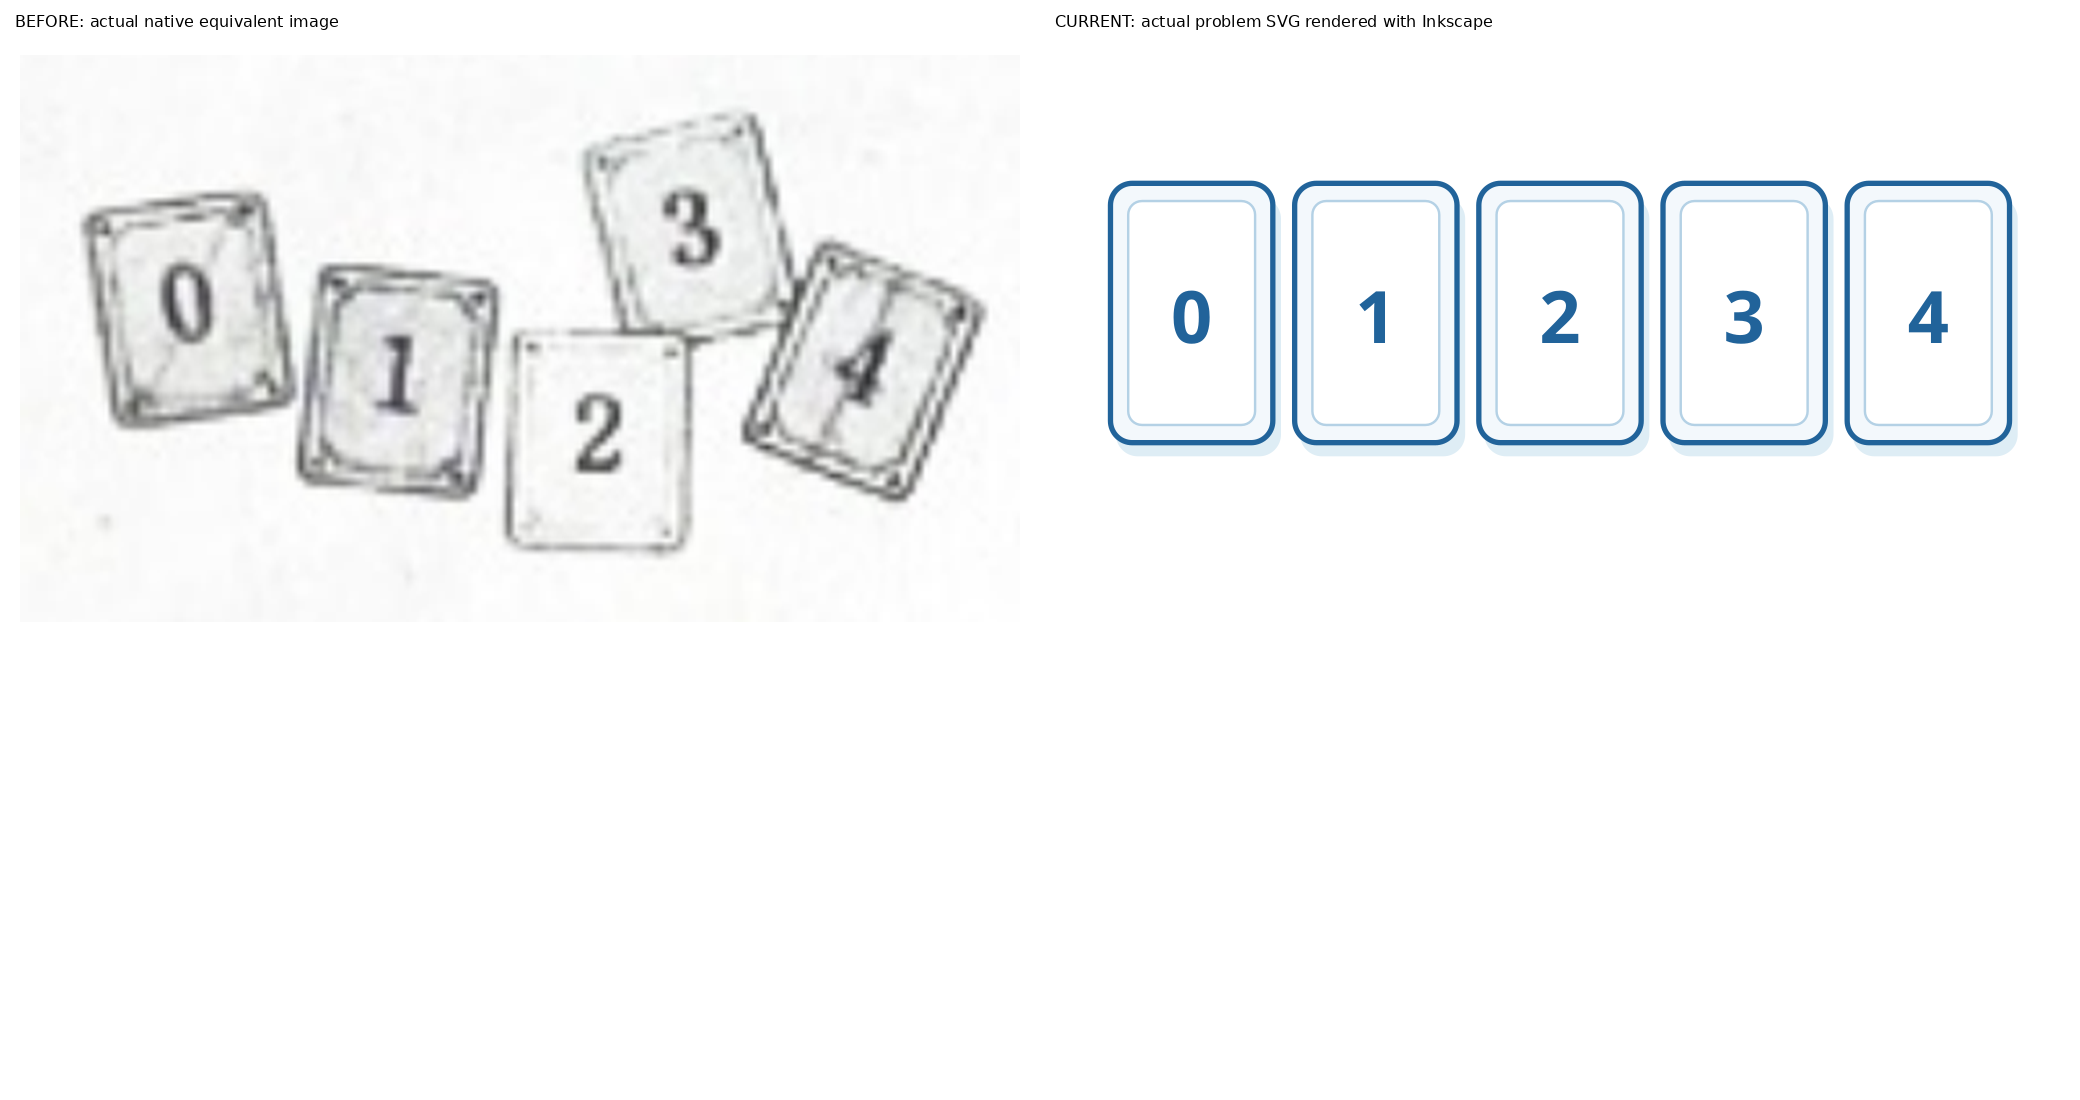 BEFORE: actual native equivalent image
CURRENT: actual problem SVG rendered with Inkscape
0 1 2 3 4
0 1 2 3 4